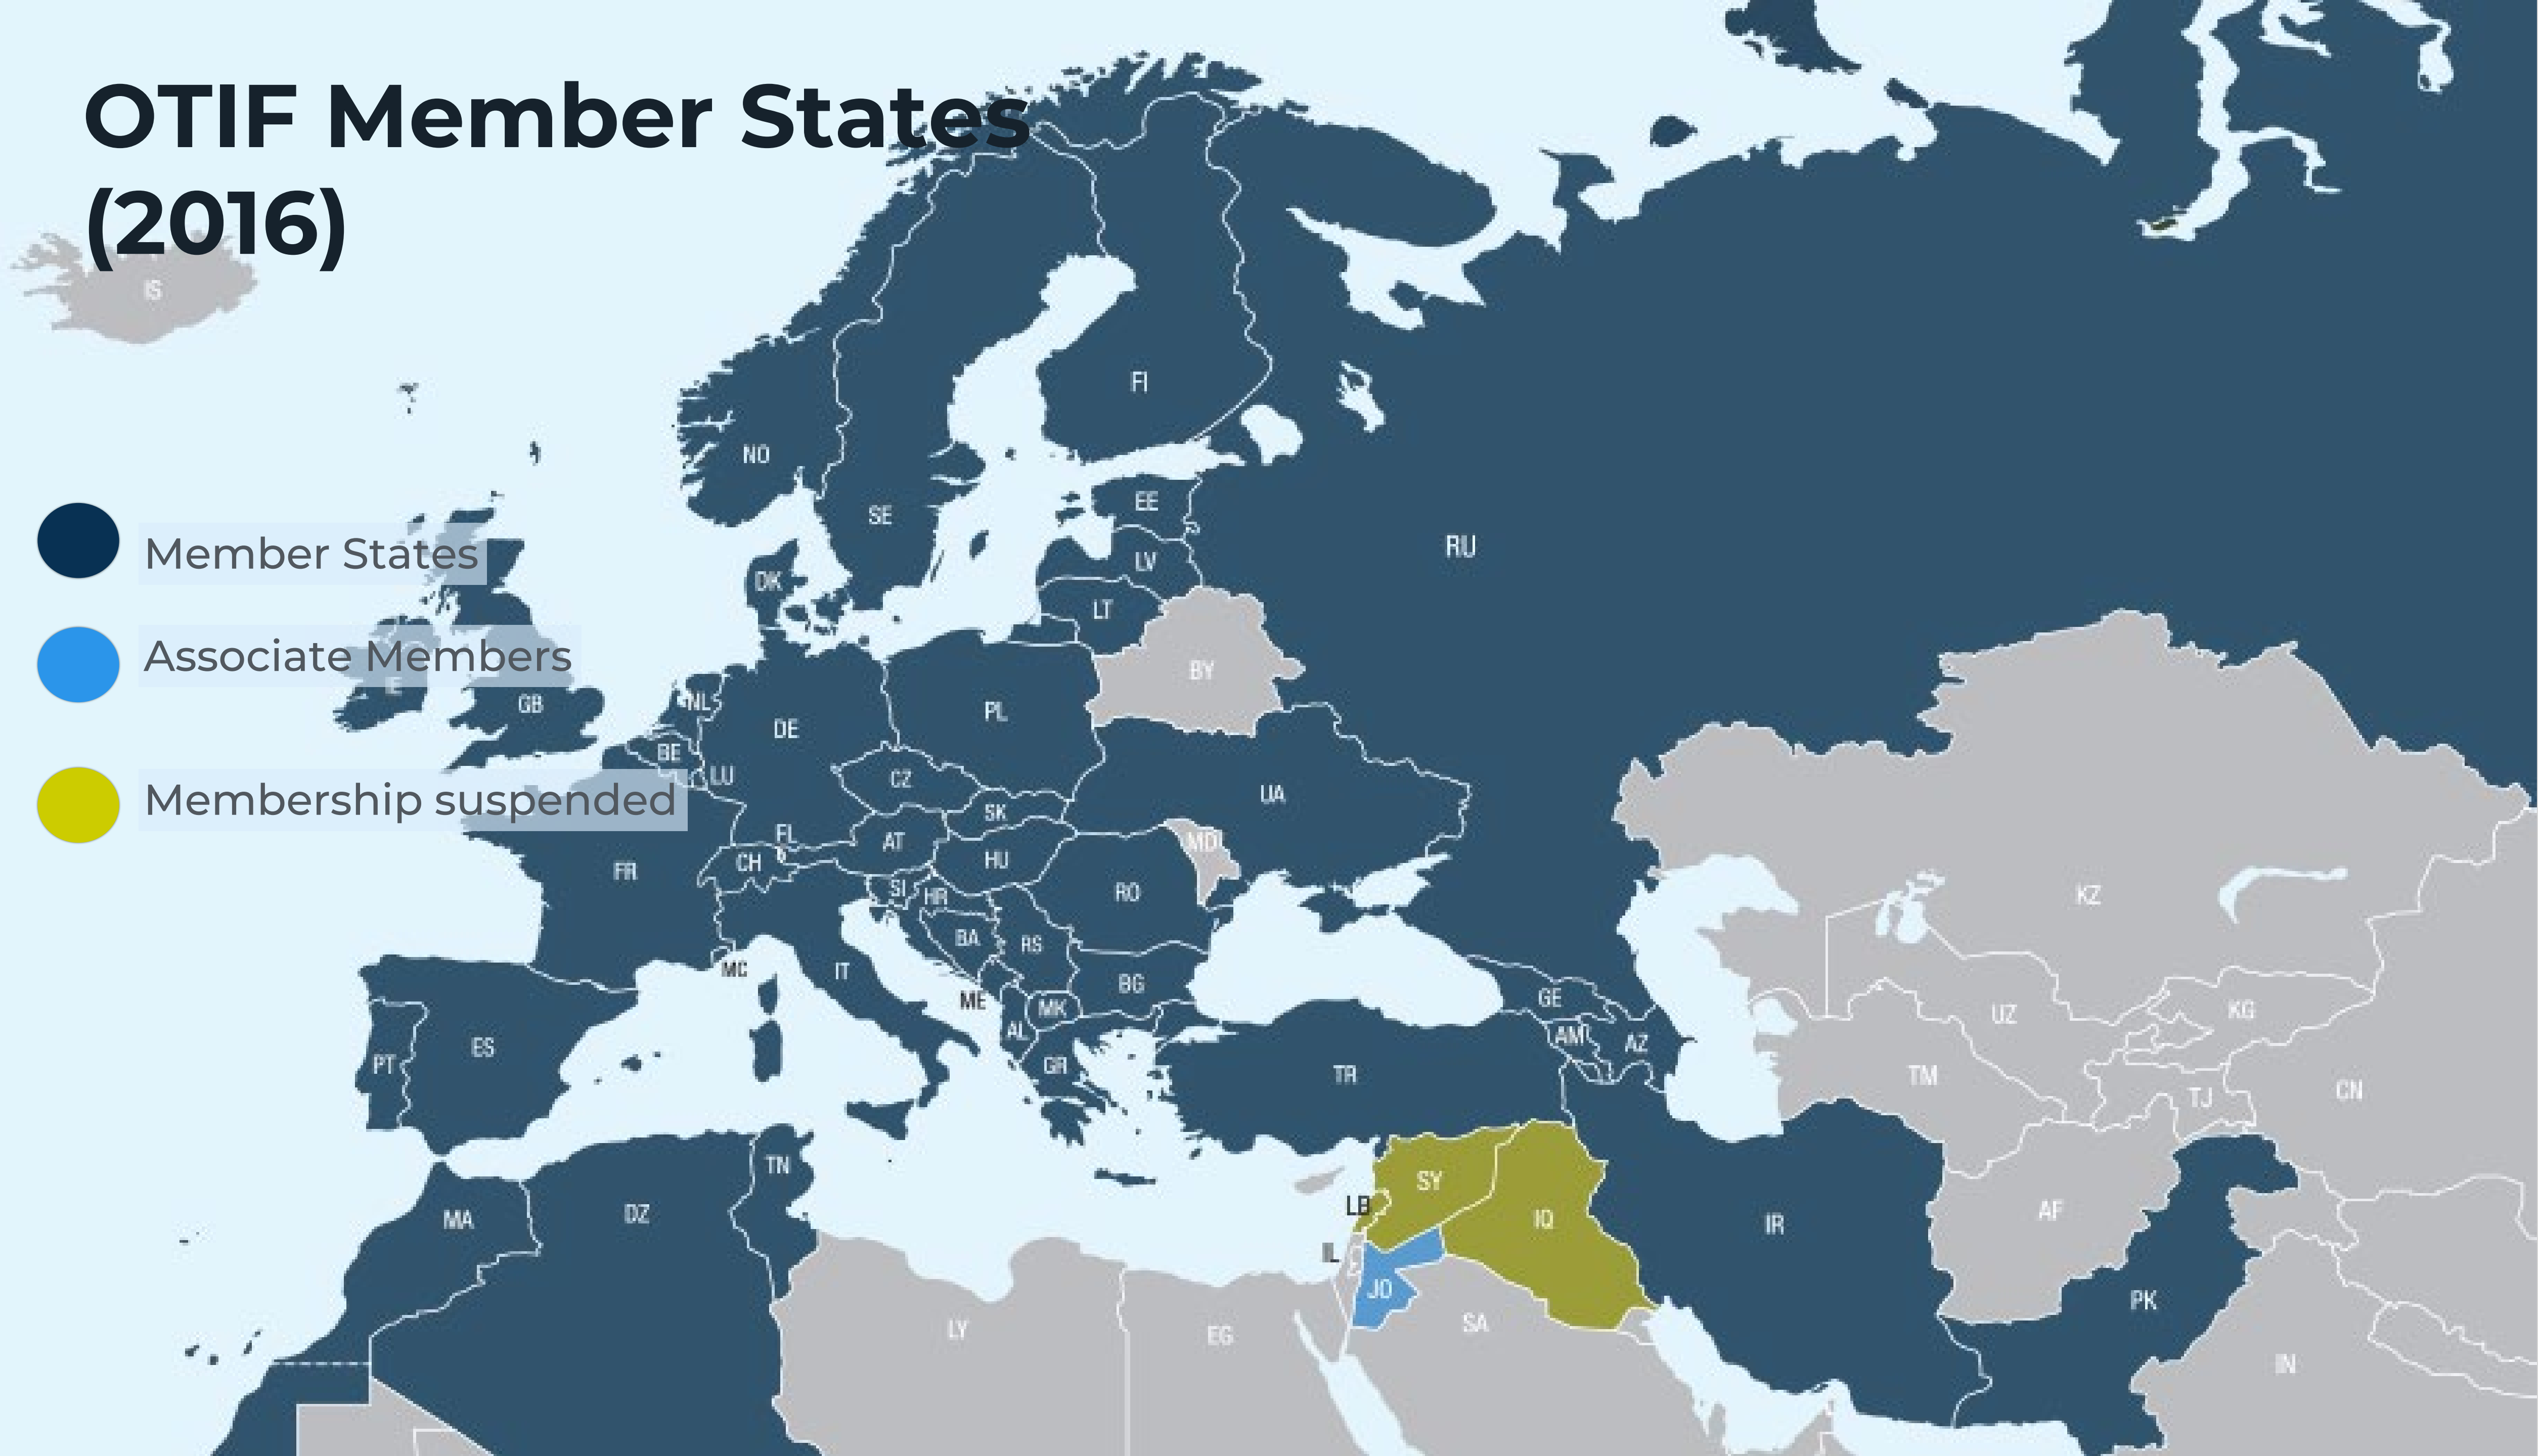 OTIF Member States
(2016)
IS
FI
NO
SE
EE
RU
Member States
LV
DK
LT
Associate Members
BY
E
GB
NL
DE
PL
BE
LU
CZ
UA
Membership suspended
SK
FL
AT
MD
CH
HU
FR
RO
KZ
SI
HR
BA
RS
MC
IT
BG
ME
MK
GE
UZ
KG
AL
AM
AZ
ES
PT
GR
TR
TM
CN
TJ
TN
SY
LB
MA
DZ
IQ
IR
AF
IL
JO
PK
LY
EG
SA
IN